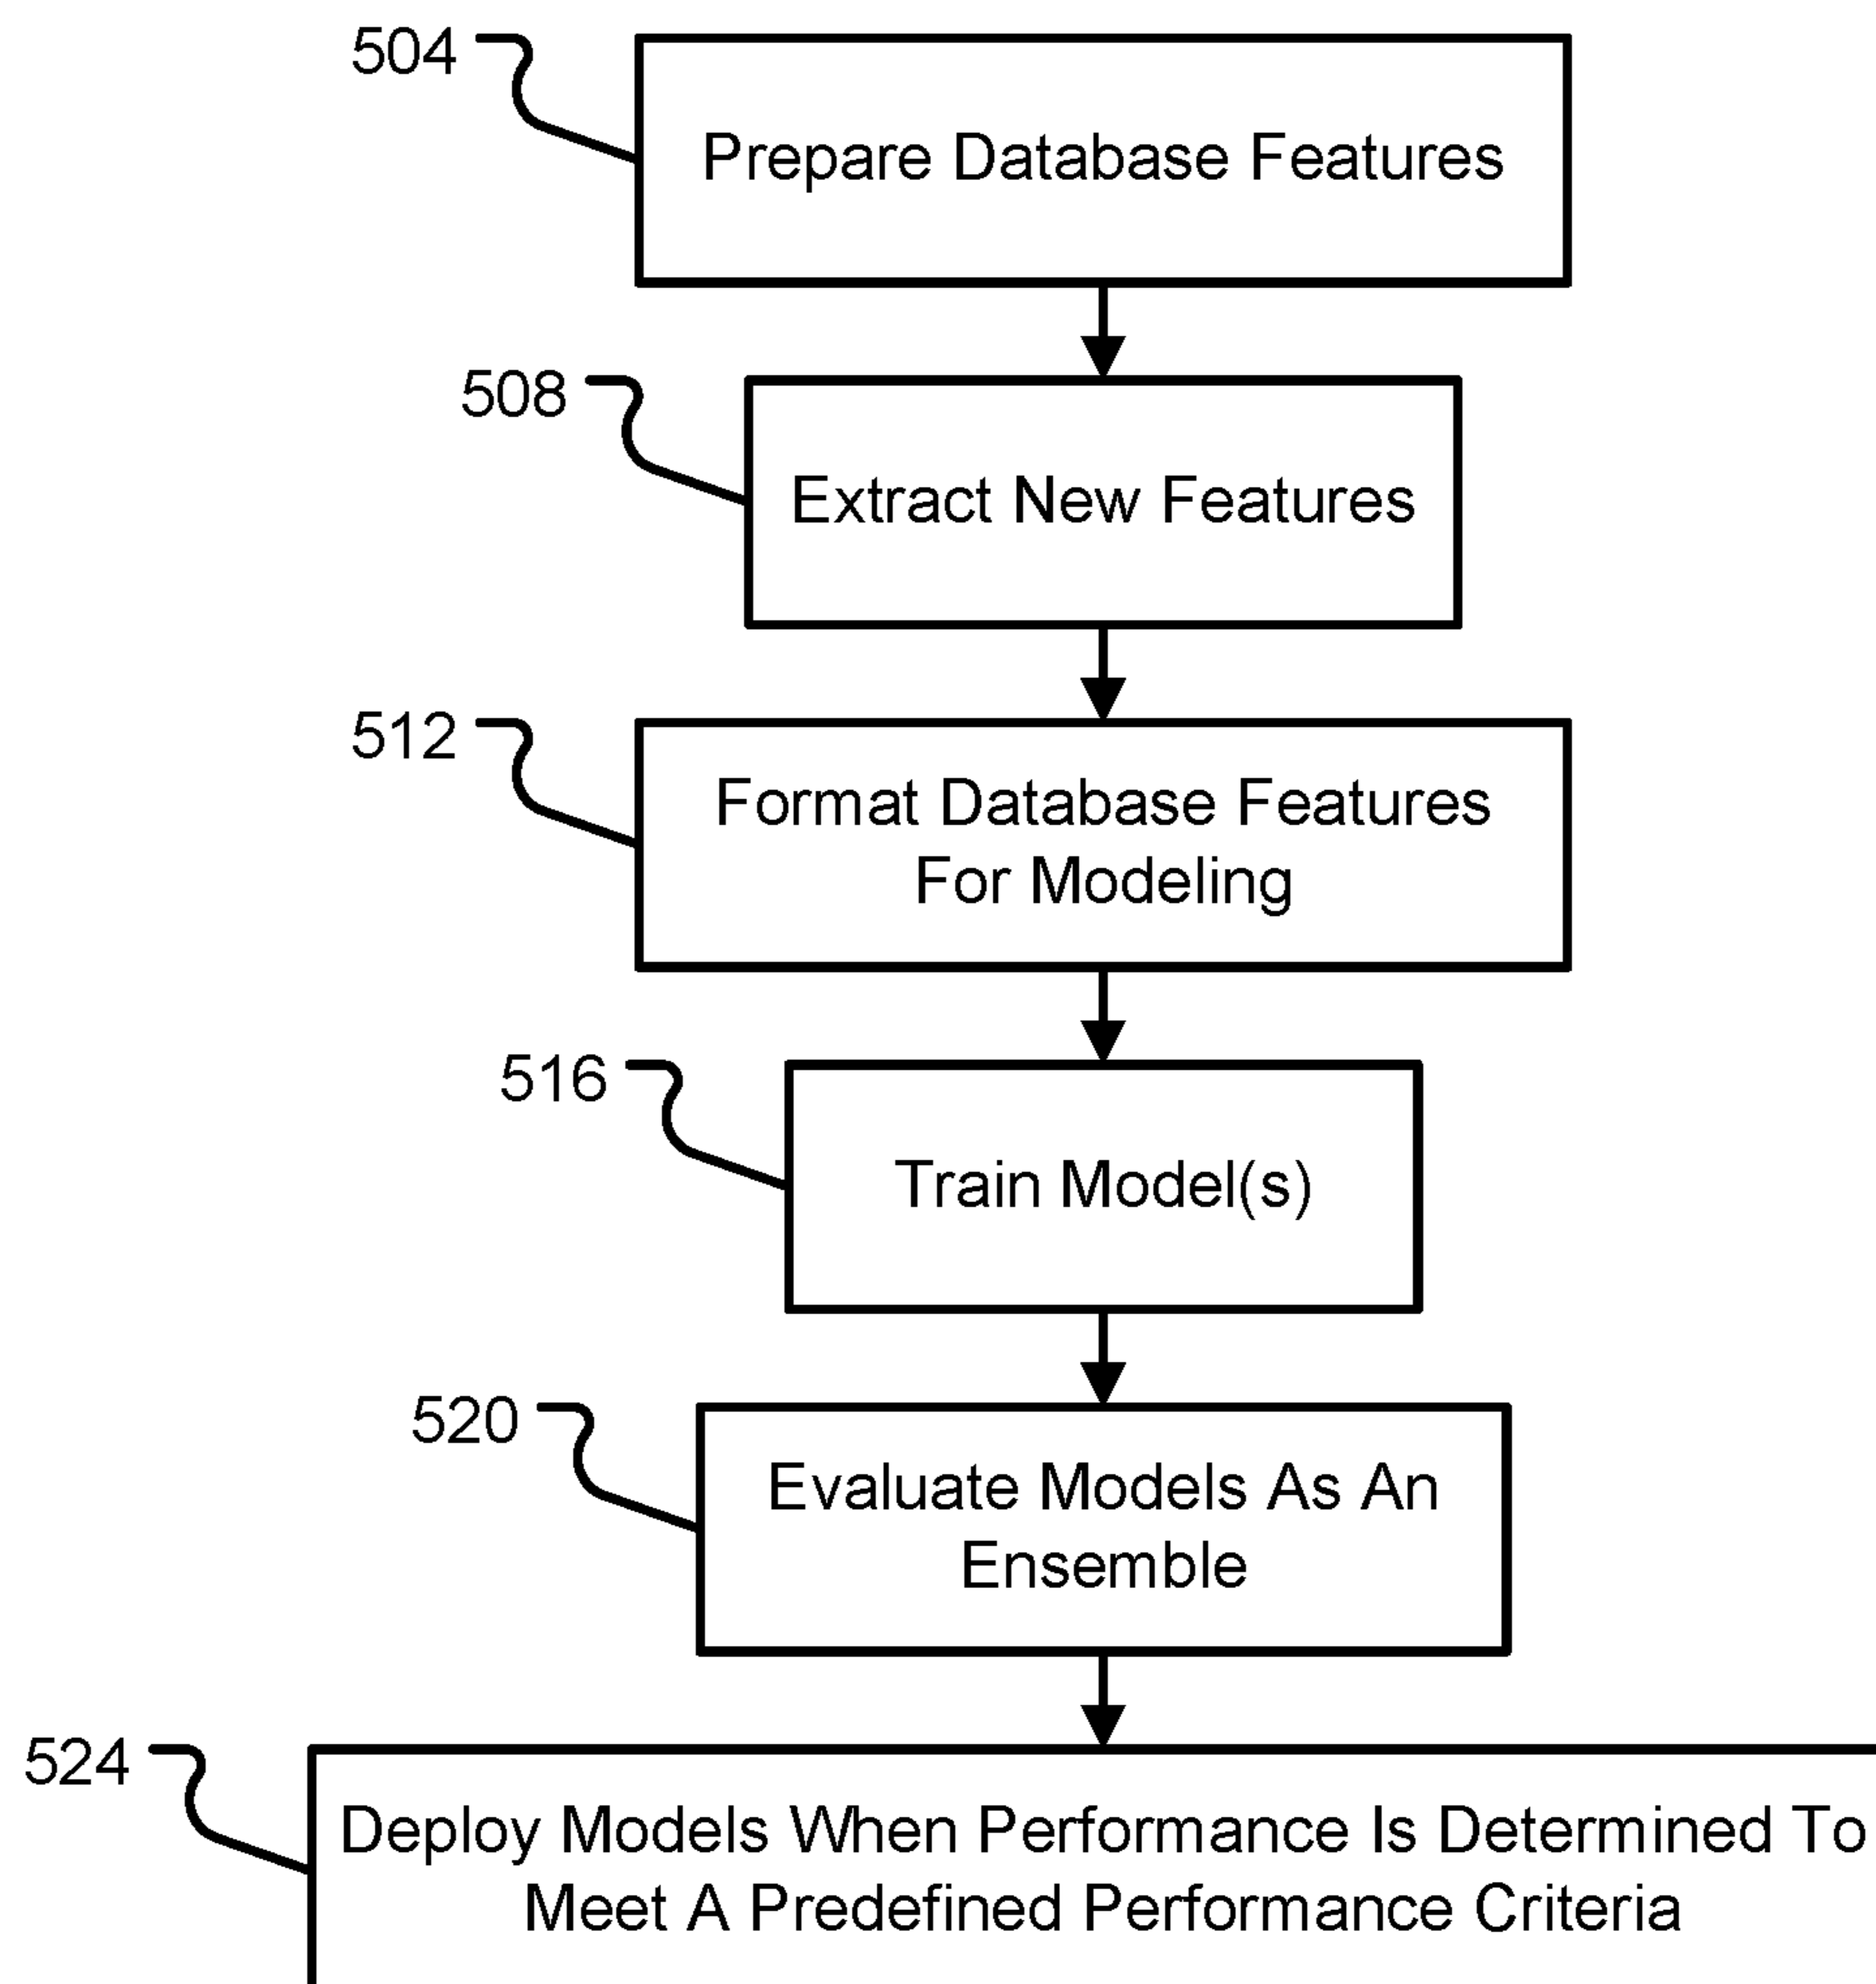 504
Prepare Database Features
508
Extract New Features
512
Format Database Features
For Modeling
516
Train Model(s)
520
Evaluate Models As An
Ensemble
524
Deploy Models When Performance Is Determined To
Meet A Predefined Performance Criteria